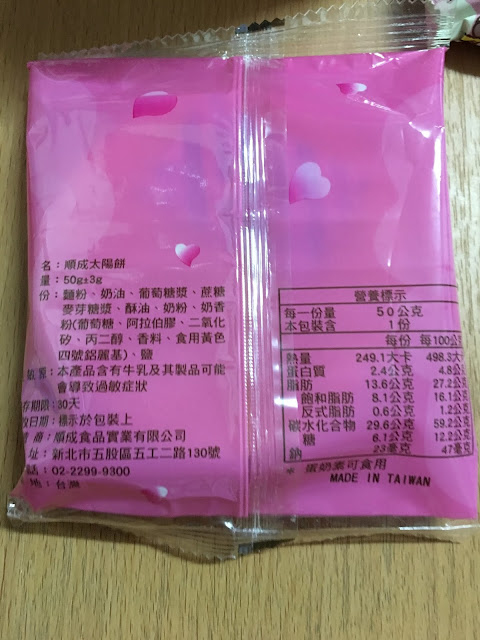 名：順成太陽餅
量：50g±3g
份：麵粉、奶油、葡萄糖漿、蔗糖
麥芽糖漿、酥油、奶粉、奶香
粉(葡萄糖、阿拉伯膠、二氧化
矽、丙二醇、香料、食用黃色
四號鋁麗基)、鹽
源：本產品含有牛乳及其製品可能
會導致過敏症狀
存期限：30天
效日期：標示於包裝上
商：順成食品實業有限公司
址：新北市五股區五工二路130號
話：02-2299-9300
地：台灣
營養標示
每一份量 50公克
本包裝含 1份
每份 每100公
熱量 249.1大卡 498.3大
蛋白質 2.4公克 4.8公
脂肪 13.6公克 27.2公
飽和脂肪 8.1公克 16.1公
反式脂肪 0.6公克 1.2公
碳水化合物 29.6公克 59.2公
糖 6.1公克 12.2公
鈉 23毫克 47毫
* 蛋奶素可食用
MADE IN TAIWAN